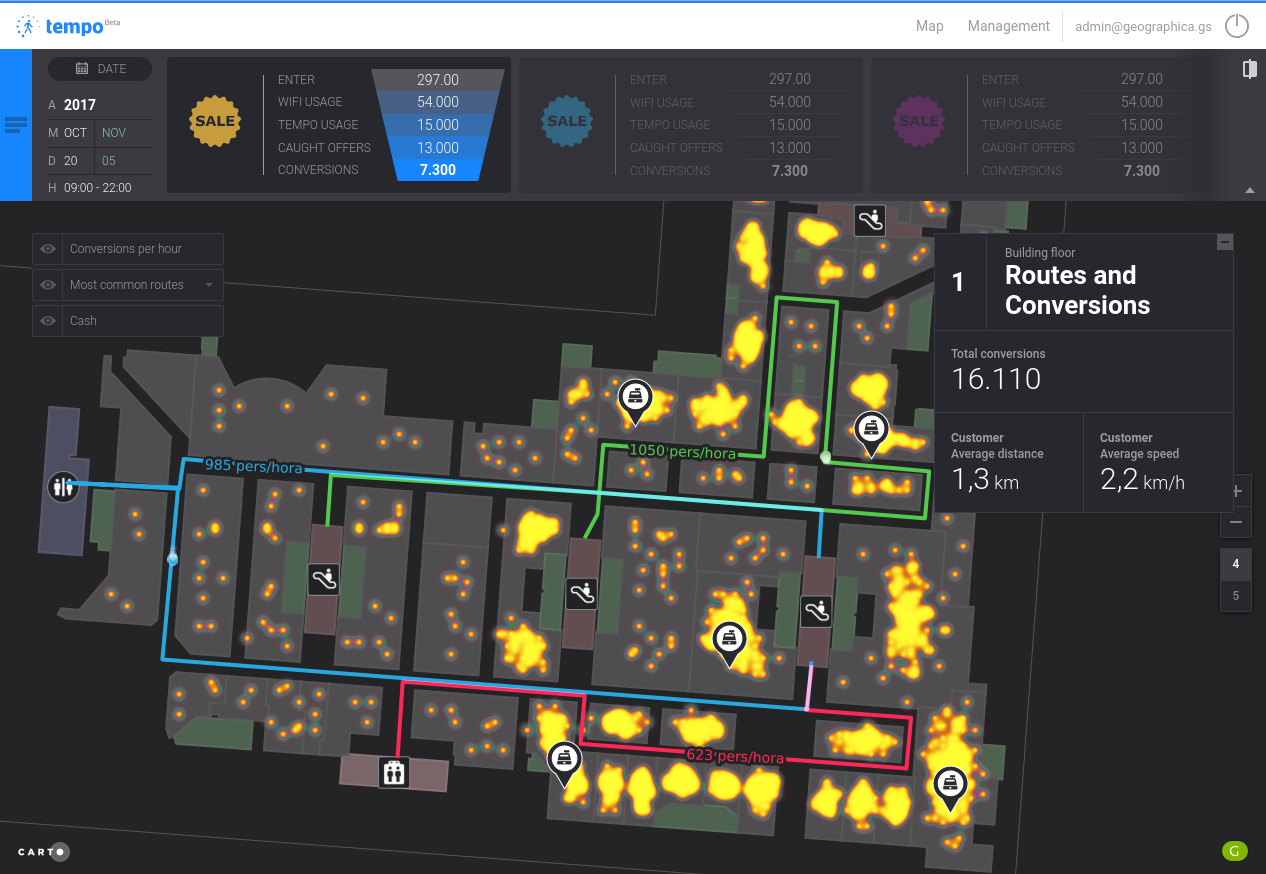 tempo Beta
Map Management admin@geographica.gs
DATE
A 2017
M OCT NOV
D 20 05
H 09:00 - 22:00
SALE
ENTER 297.00
WIFI USAGE 54.000
TEMPO USAGE 15.000
CAUGHT OFFERS 13.000
CONVERSIONS 7.300
SALE
ENTER 297.00
WIFI USAGE 54.000
TEMPO USAGE 15.000
CAUGHT OFFERS 13.000
CONVERSIONS 7.300
SALE
ENTER 297.00
WIFI USAGE 54.000
TEMPO USAGE 15.000
CAUGHT OFFERS 13.000
CONVERSIONS 7.300
Conversions per hour
Most common routes
Cash
1
Building floor
Routes and
Conversions
Total conversions
16.110
Customer
Average distance
1,3 km
Customer
Average speed
2,2 km/h
+
−
4
5
1050 pers/hora
985 pers/hora
623 pers/hora
CARTO
G